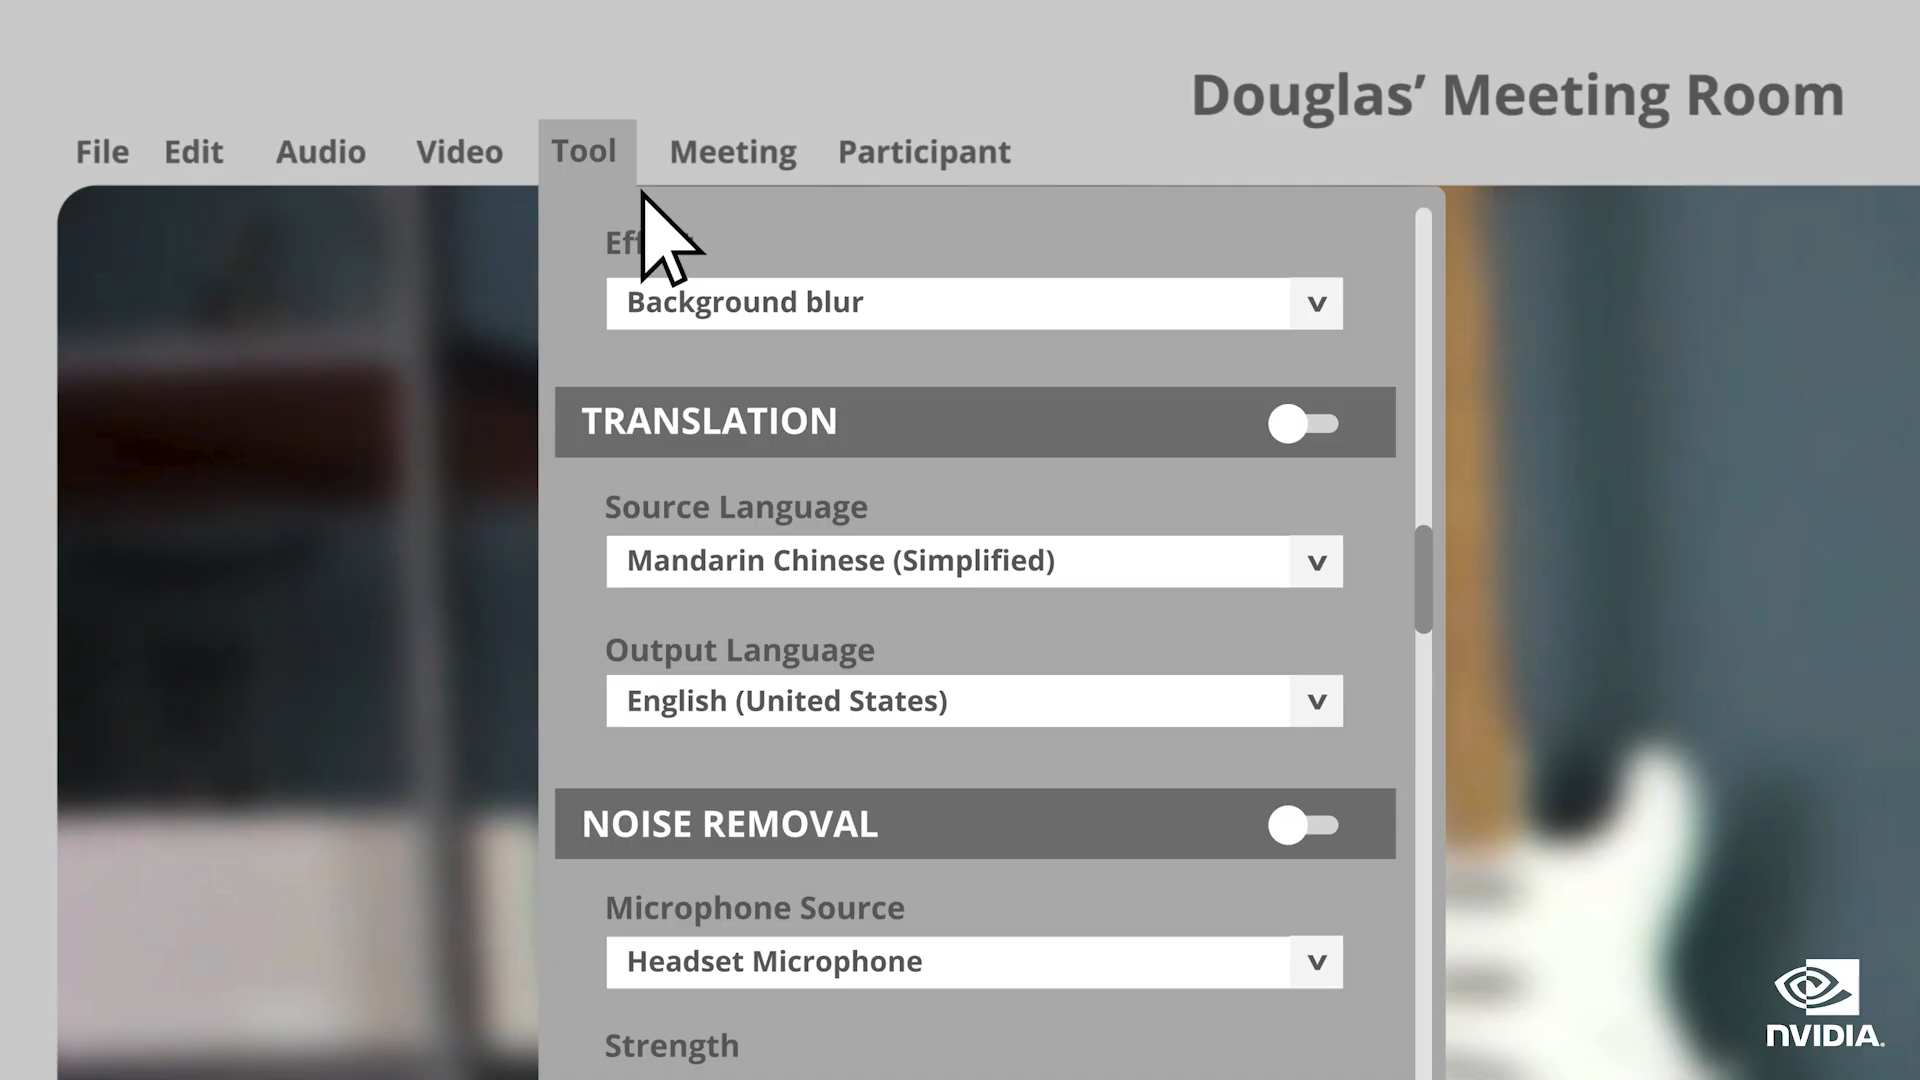 Douglas’ Meeting Room
File Edit Audio Video Tool Meeting Participant
Background blur v
TRANSLATION
Source Language
Mandarin Chinese (Simplified) v
Output Language
English (United States) v
NOISE REMOVAL
Microphone Source
Headset Microphone v
Strength
NVIDIA.